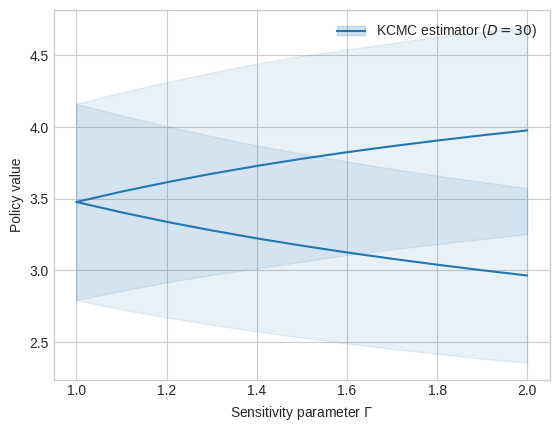 KCMC estimator (D = 30)
4.5
4.0
3.5
3.0
2.5
Policy value
1.0 1.2 1.4 1.6 1.8 2.0
Sensitivity parameter Γ